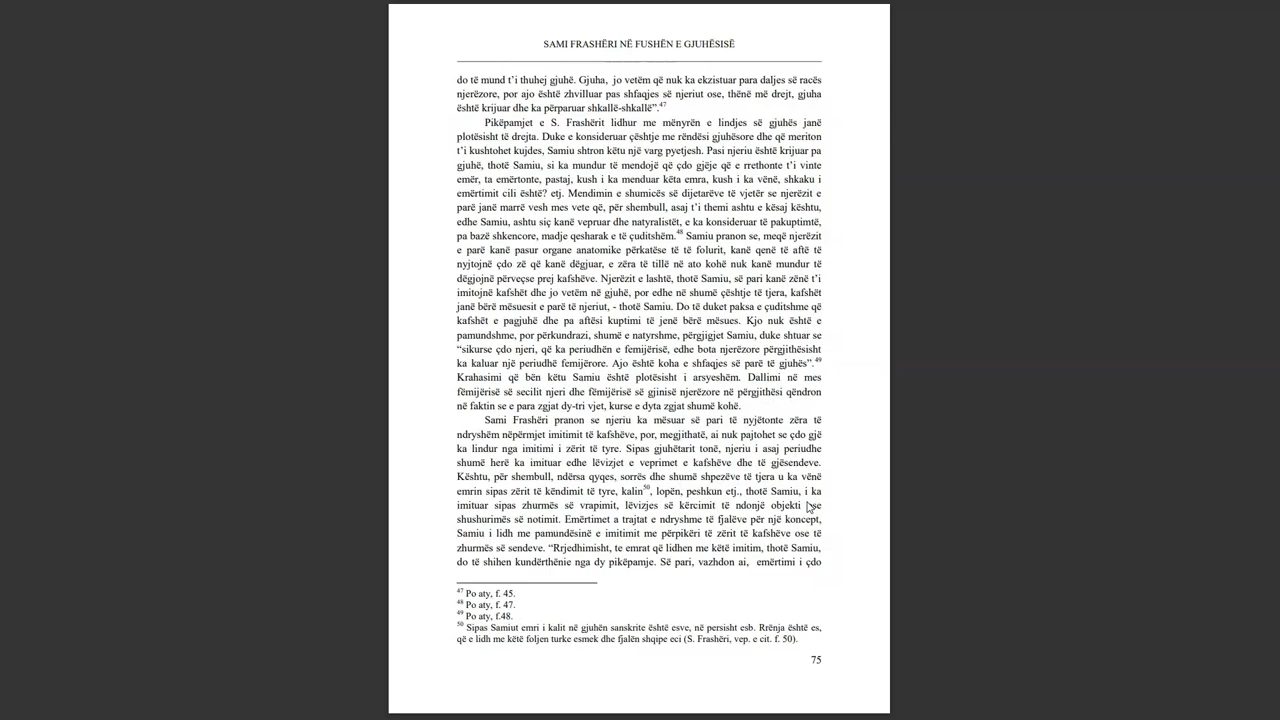 SAMI FRASHËRI NË FUSHËN E GJUHËSISË
do të mund t’i thuhej gjuhë. Gjuha, jo vetëm që nuk ka ekzistuar para daljes së racës
njerëzore, por ajo është zhvilluar pas shfaqjes së njeriut ose, thënë më drejt, gjuha
është krijuar dhe ka përparuar shkallë-shkallë”.47
Pikëpamjet e S. Frashërit lidhur me mënyrën e lindjes së gjuhës janë
plotësisht të drejta. Duke e konsideruar çështje me rëndësi gjuhësore dhe që meriton
t’i kushtohet kujdes, Samiu shtron këtu një varg pyetjesh. Pasi njeriu është krijuar pa
gjuhë, thotë Samiu, si ka mundur të mendojë që çdo gjëje që e rrethonte t’i vinte
emër, ta emërtonte, pastaj, kush i ka menduar këta emra, kush i ka vënë, shkaku i
emërtimit cili është? etj. Mendimin e shumicës së dijetarëve të vjetër se njerëzit e
parë janë marrë vesh mes vete që, për shembull, asaj t’i themi ashtu e kësaj kështu,
edhe Samiu, ashtu siç kanë vepruar dhe natyralistët, e ka konsideruar të pakuptimtë,
pa bazë shkencore, madje qesharak e të çuditshëm.48 Samiu pranon se, meqë njerëzit
e parë kanë pasur organe anatomike përkatëse të të folurit, kanë qenë të aftë të
nyjtojnë çdo zë që kanë dëgjuar, e zëra të tillë në ato kohë nuk kanë mundur të
dëgjojnë përveçse prej kafshëve. Njerëzit e lashtë, thotë Samiu, së pari kanë zënë t’i
imitojnë kafshët dhe jo vetëm në gjuhë, por edhe në shumë çështje të tjera, kafshët
janë bërë mësuesit e parë të njeriut, - thotë Samiu. Do të duket paksa e çuditshme që
kafshët e pagjuhë dhe pa aftësi kuptimi të jenë bërë mësues. Kjo nuk është e
pamundshme, por përkundrazi, shumë e natyrshme, përgjigjet Samiu, duke shtuar se
“sikurse çdo njeri, që ka periudhën e femijërisë, edhe bota njerëzore përgjithësisht
ka kaluar një periudhë femijërore. Ajo është koha e shfaqjes së parë të gjuhës”.49
Krahasimi që bën këtu Samiu është plotësisht i arsyeshëm. Dallimi në mes
fëmijërisë së secilit njeri dhe fëmijërisë së gjinisë njerëzore në përgjithësi qëndron
në faktin se e para zgjat dy-tri vjet, kurse e dyta zgjat shumë kohë.
Sami Frashëri pranon se njeriu ka mësuar së pari të nyjëtonte zëra të
ndryshëm nëpërmjet imitimit të kafshëve, por, megjithatë, ai nuk pajtohet se çdo gjë
ka lindur nga imitimi i zërit të tyre. Sipas gjuhëtarit tonë, njeriu i asaj periudhe
shumë herë ka imituar edhe lëvizjet e veprimet e kafshëve dhe të gjësendeve.
Kështu, për shembull, ndërsa qyqes, sorrës dhe shumë shpezëve të tjera u ka vënë
emrin sipas zërit të këndimit të tyre, kalin50, lopën, peshkun etj., thotë Samiu, i ka
imituar sipas zhurmës së vrapimit, lëvizjes së kërcimit të ndonjë objekti ose
shushurimës së notimit. Emërtimet a trajtat e ndryshme të fjalëve për një koncept,
Samiu i lidh me pamundësinë e imitimit me përpikëri të zërit të kafshëve ose të
zhurmës së sendeve. “Rrjedhimisht, te emrat që lidhen me këtë imitim, thotë Samiu,
do të shihen kundërthënie nga dy pikëpamje. Së pari, vazhdon ai, emërtimi i çdo
47 Po aty, f. 45.
48 Po aty, f. 47.
49 Po aty, f.48.
50 Sipas Samiut emri i kalit në gjuhën sanskrite është esve, në persisht esb. Rrënja është es,
që e lidh me këtë foljen turke esmek dhe fjalën shqipe eci (S. Frashëri, vep. e cit. f. 50).
75